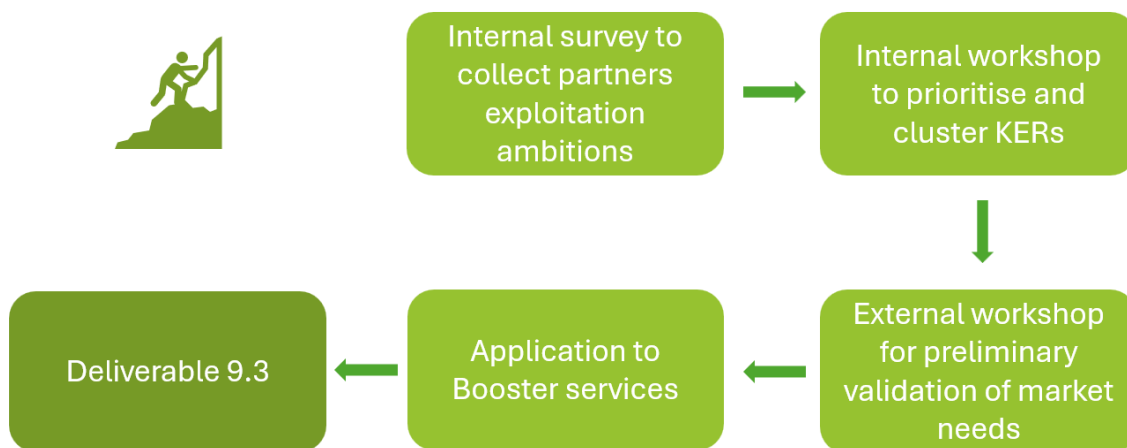 Internal survey to
collect partners
exploitation
ambitions
Internal workshop
to prioritise and
cluster KERs
External workshop
for preliminary
validation of market
needs
Application to
Booster services
Deliverable 9.3